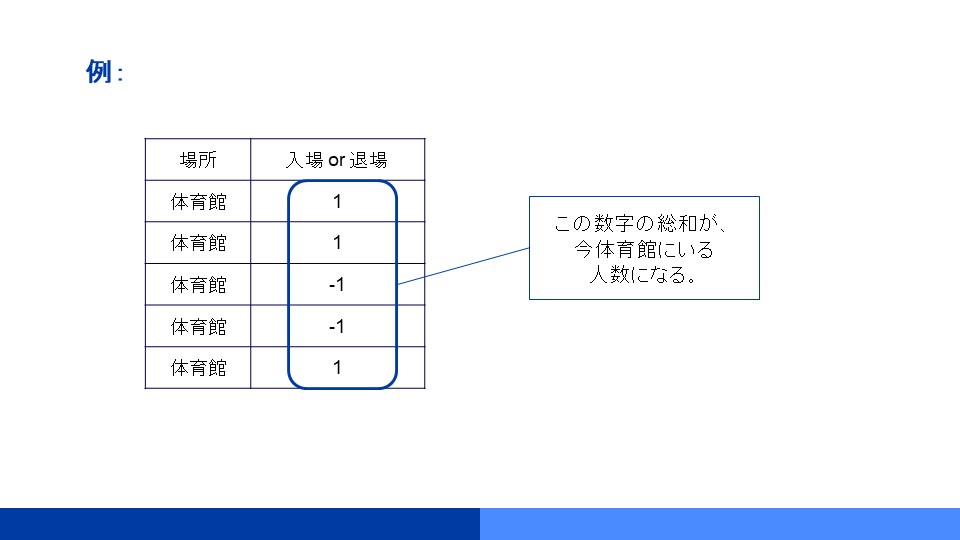 例：
場所 入場 or 退場
体育館 1
体育館 1
体育館 -1
体育館 -1
体育館 1
この数字の総和が、
今体育館にいる
人数になる。